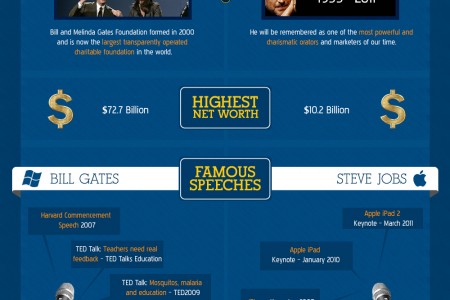 1955 - 2011
Bill and Melinda Gates Foundation formed in 2000
and is now the largest transparently operated
charitable foundation in the world.
He will be remembered as one of the most powerful and
charismatic orators and marketers of our time.
$72.7 Billion
HIGHEST
NET WORTH
$10.2 Billion
BILL GATES
FAMOUS
SPEECHES
STEVE JOBS
Harvard Commencement
Speech 2007
Apple iPad 2
Keynote - March 2011
TED Talk: Teachers need real
feedback - TED Talks Education
Apple iPad
Keynote - January 2010
TED Talk: Mosquitos, malaria
and education - TED2009